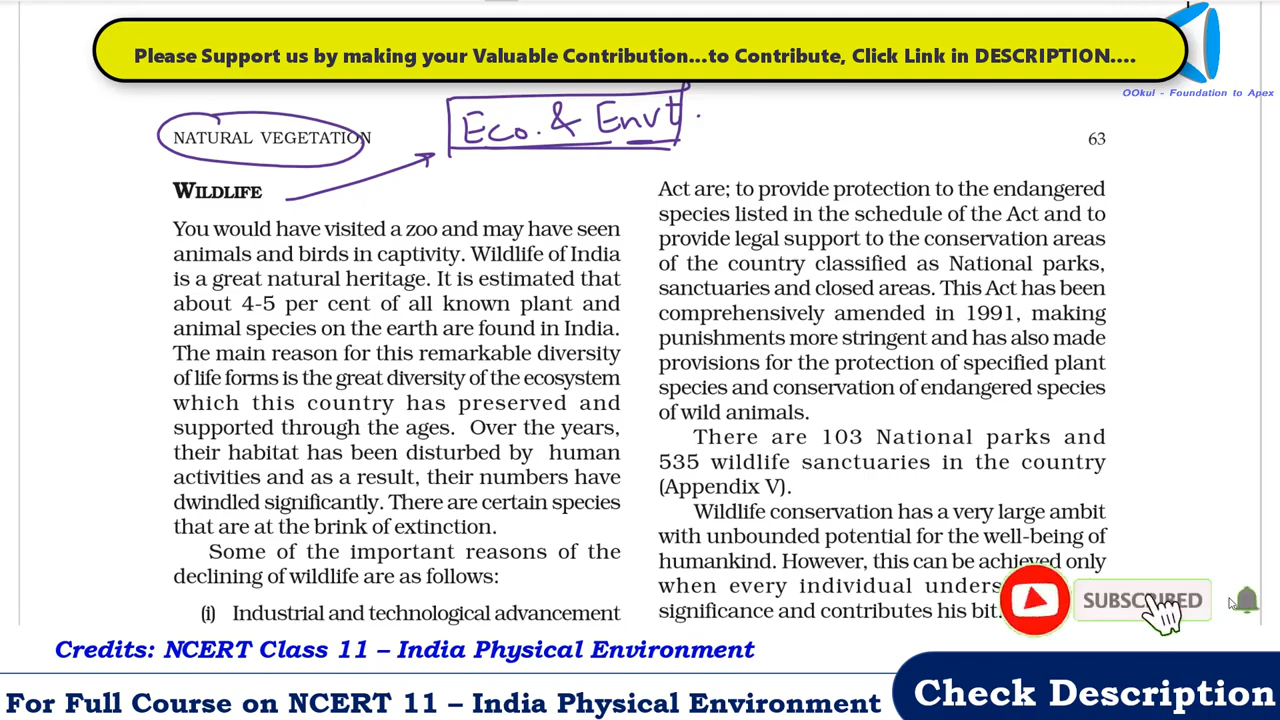 Please Support us by making your Valuable Contribution...to Contribute, Click Link in DESCRIPTION....
OOkul - Foundation to Apex
Eco. & Envt.
NATURAL VEGETATION
63
WILDLIFE
You would have visited a zoo and may have seen
animals and birds in captivity. Wildlife of India
is a great natural heritage. It is estimated that
about 4-5 per cent of all known plant and
animal species on the earth are found in India.
The main reason for this remarkable diversity
of life forms is the great diversity of the ecosystem
which this country has preserved and
supported through the ages. Over the years,
their habitat has been disturbed by human
activities and as a result, their numbers have
dwindled significantly. There are certain species
that are at the brink of extinction.
Some of the important reasons of the
declining of wildlife are as follows:
(i) Industrial and technological advancement
Act are; to provide protection to the endangered
species listed in the schedule of the Act and to
provide legal support to the conservation areas
of the country classified as National parks,
sanctuaries and closed areas. This Act has been
comprehensively amended in 1991, making
punishments more stringent and has also made
provisions for the protection of specified plant
species and conservation of endangered species
of wild animals.
There are 103 National parks and
535 wildlife sanctuaries in the country
(Appendix V).
Wildlife conservation has a very large ambit
with unbounded potential for the well-being of
humankind. However, this can be achieved only
when every individual unders
significance and contributes his bit.
SUBSCRIBED
Credits: NCERT Class 11 – India Physical Environment
For Full Course on NCERT 11 – India Physical Environment
Check Description